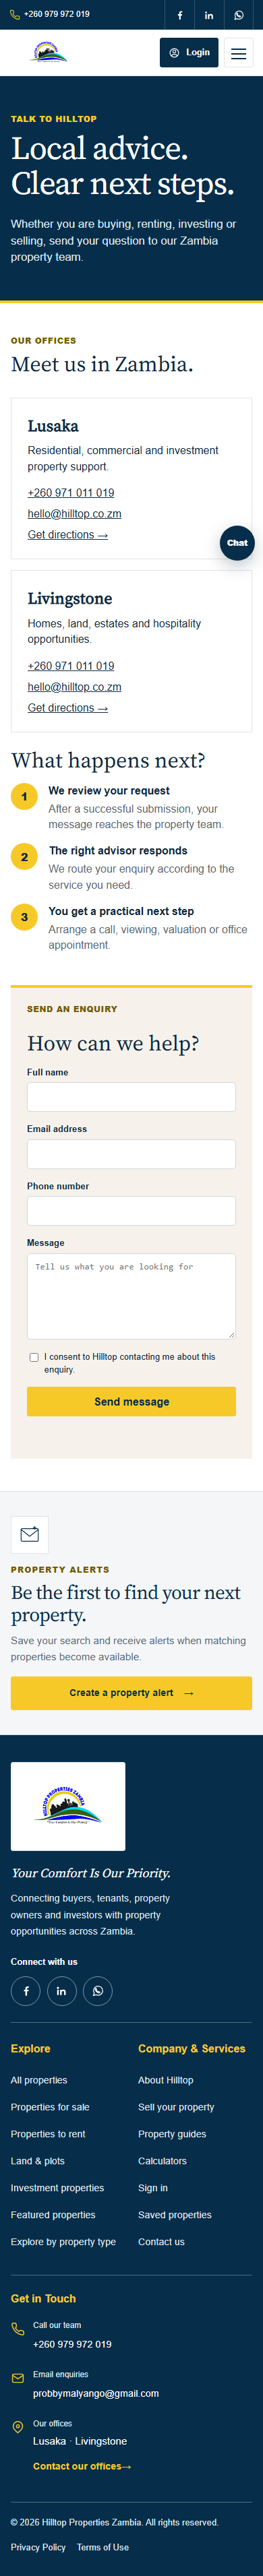 +260 979 972 019
Login
TALK TO HILLTOP
Local advice.
Clear next steps.
Whether you are buying, renting, investing or
selling, send your question to our Zambia
property team.
OUR OFFICES
Meet us in Zambia.
Lusaka
Residential, commercial and investment
property support.
+260 971 011 019
hello@hilltop.co.zm
Get directions →
Chat
Livingstone
Homes, land, estates and hospitality
opportunities.
+260 971 011 019
hello@hilltop.co.zm
Get directions →
What happens next?
1
We review your request
After a successful submission, your
message reaches the property team.
2
The right advisor responds
We route your enquiry according to the
service you need.
3
You get a practical next step
Arrange a call, viewing, valuation or office
appointment.
SEND AN ENQUIRY
How can we help?
Full name
Email address
Phone number
Message
Tell us what you are looking for
I consent to Hilltop contacting me about this
enquiry.
Send message
PROPERTY ALERTS
Be the first to find your next
property.
Save your search and receive alerts when matching
properties become available.
Create a property alert →
HILLTOP PROPERTIES ZAMBIA
Your Comfort Is Our Priority.
Connecting buyers, tenants, property
owners and investors with property
opportunities across Zambia.
Connect with us
Explore
All properties
Properties for sale
Properties to rent
Land & plots
Investment properties
Featured properties
Explore by property type
Company & Services
About Hilltop
Sell your property
Property guides
Calculators
Sign in
Saved properties
Contact us
Get in Touch
Call our team
+260 979 972 019
Email enquiries
probbymalyango@gmail.com
Our offices
Lusaka · Livingstone
Contact our offices→
© 2026 Hilltop Properties Zambia. All rights reserved.
Privacy Policy Terms of Use